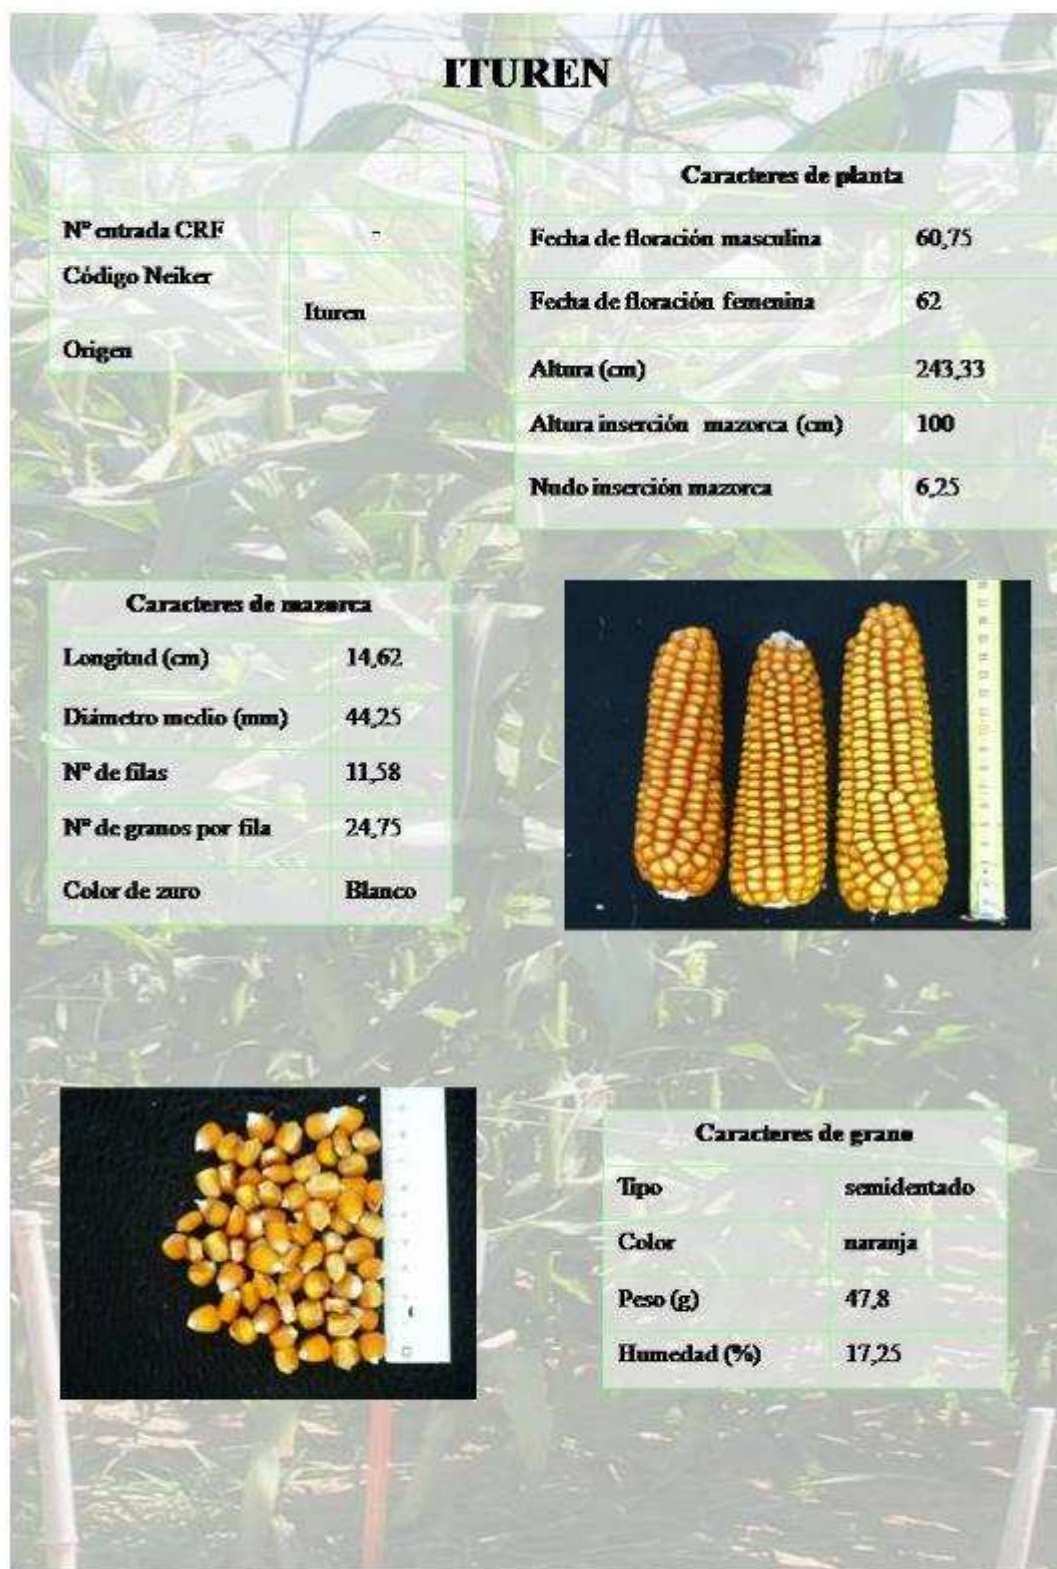 ITUREN
Nº entrada CRF -
Código Neiker
Ituren
Origen
Caracteres de planta
Fecha de floración masculina 60,75
Fecha de floración femenina 62
Altura (cm) 243,33
Altura inserción mazorca (cm) 100
Nudo inserción mazorca 6,25
Caracteres de mazorca
Longitud (cm) 14,62
Diámetro medio (mm) 44,25
Nº de filas 11,58
Nº de granos por fila 24,75
Color de zuro Blanco
Caracteres de grano
Tipo semidentado
Color naranja
Peso (g) 47,8
Humedad (%) 17,25